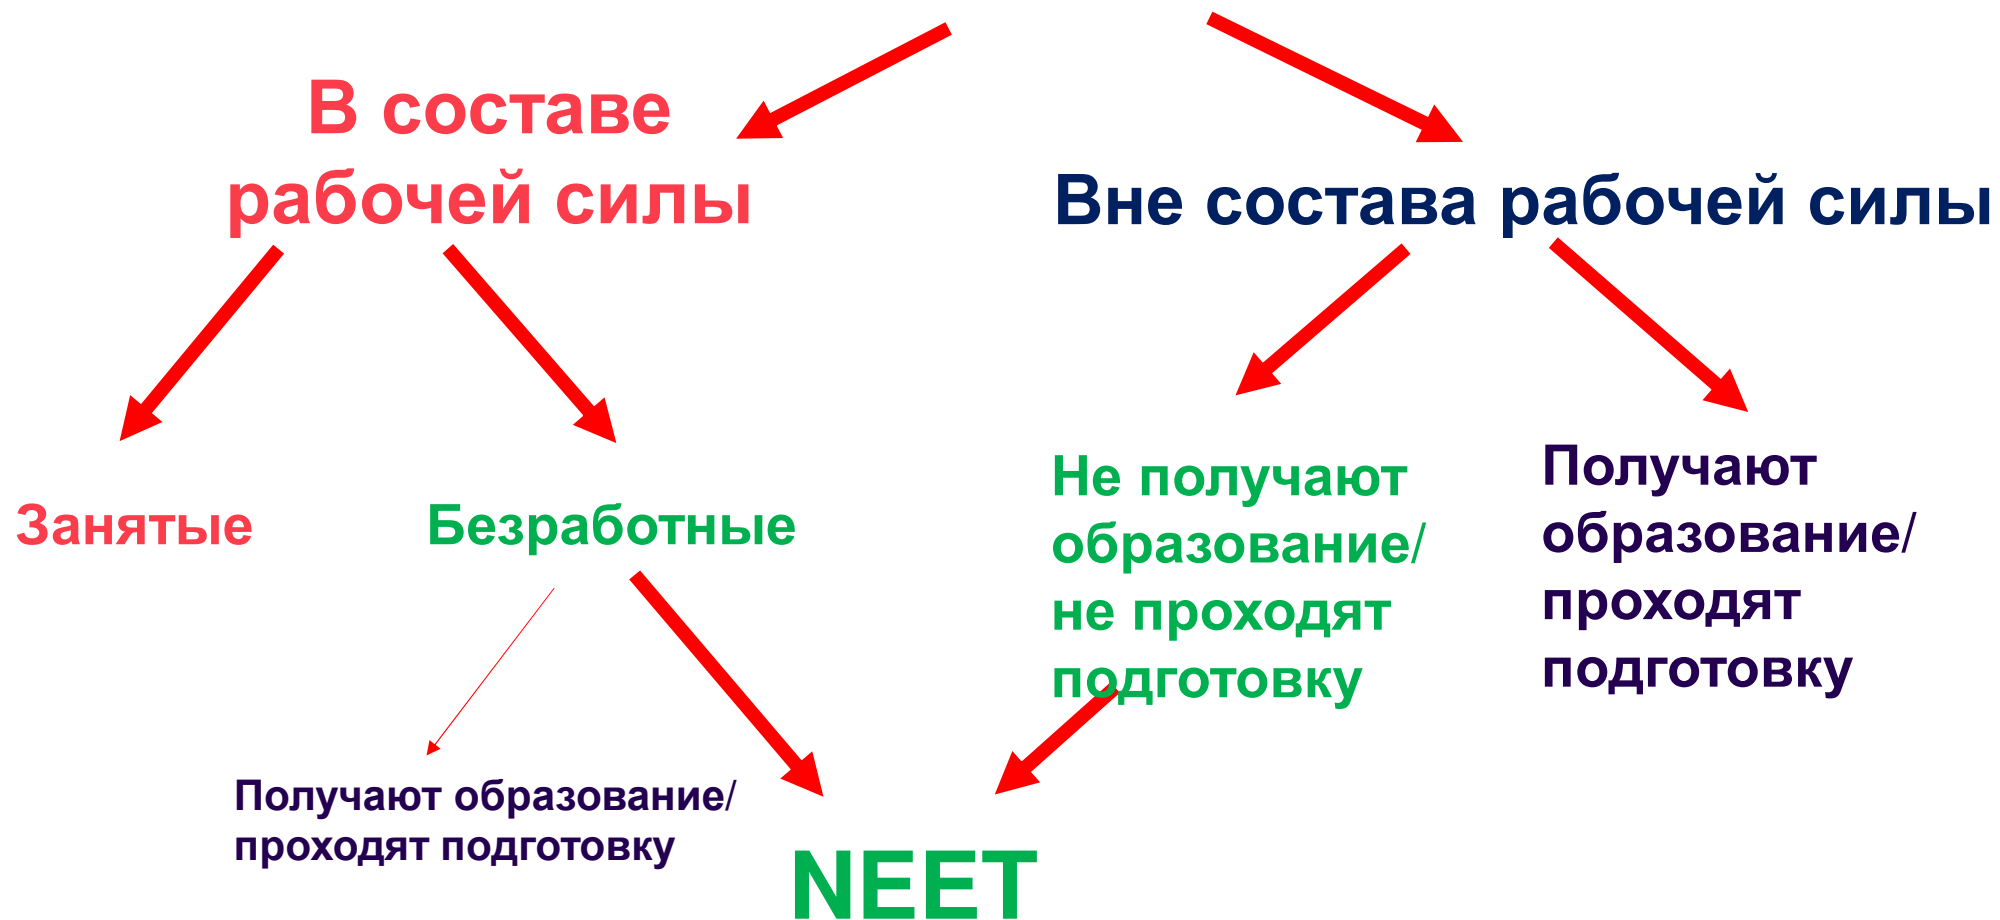 В составе
рабочей силы
Вне состава рабочей силы
Занятые
Безработные
Не получают
образование/
не проходят
подготовку
Получают
образование/
проходят
подготовку
Получают образование/
проходят подготовку
NEET